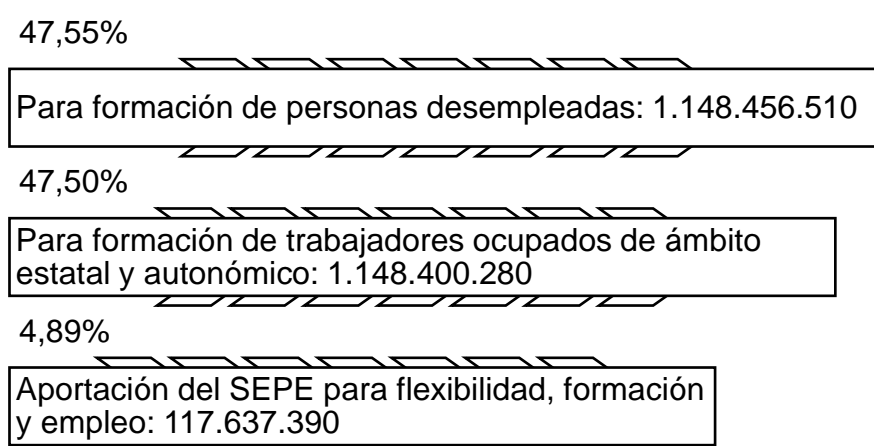 47,55%
Para formación de personas desempleadas: 1.148.456.510
47,50%
Para formación de trabajadores ocupados de ámbito
estatal y autonómico: 1.148.400.280
4,89%
Aportación del SEPE para flexibilidad, formación
y empleo: 117.637.390